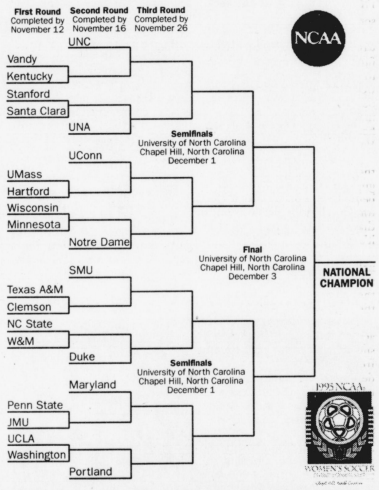 First Round Second Round Third Round
Completed by Completed by Completed by
November 12 November 16 November 26
UNC
NCAA
Vandy
Kentucky
Stanford
Santa Clara
UNA
Semifinals
University of North Carolina
Chapel Hill, North Carolina
December 1
UConn
UMass
Hartford
Wisconsin
Minnesota
Notre Dame
Final
University of North Carolina
Chapel Hill, North Carolina
December 3
NATIONAL
CHAMPION
SMU
Texas A&M
Clemson
NC State
W&M
Duke
Semifinals
University of North Carolina
Chapel Hill, North Carolina
December 1
Maryland
Penn State
JMU
UCLA
Washington
Portland
1995 NCAA
WOMEN'S SOCCER